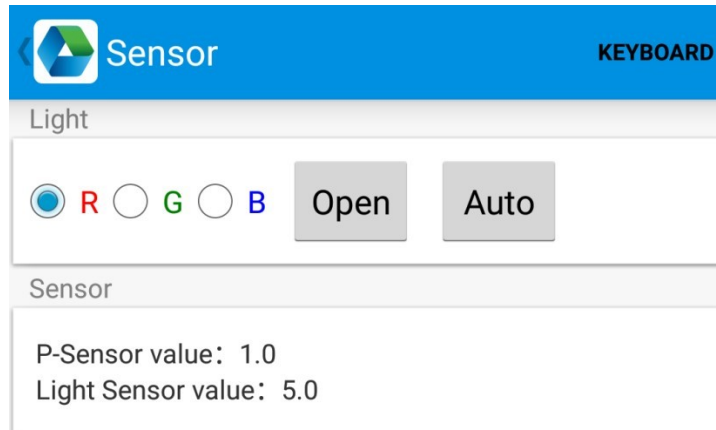 Sensor KEYBOARD
Light
R G B Open Auto
Sensor
P-Sensor value：1.0
Light Sensor value：5.0